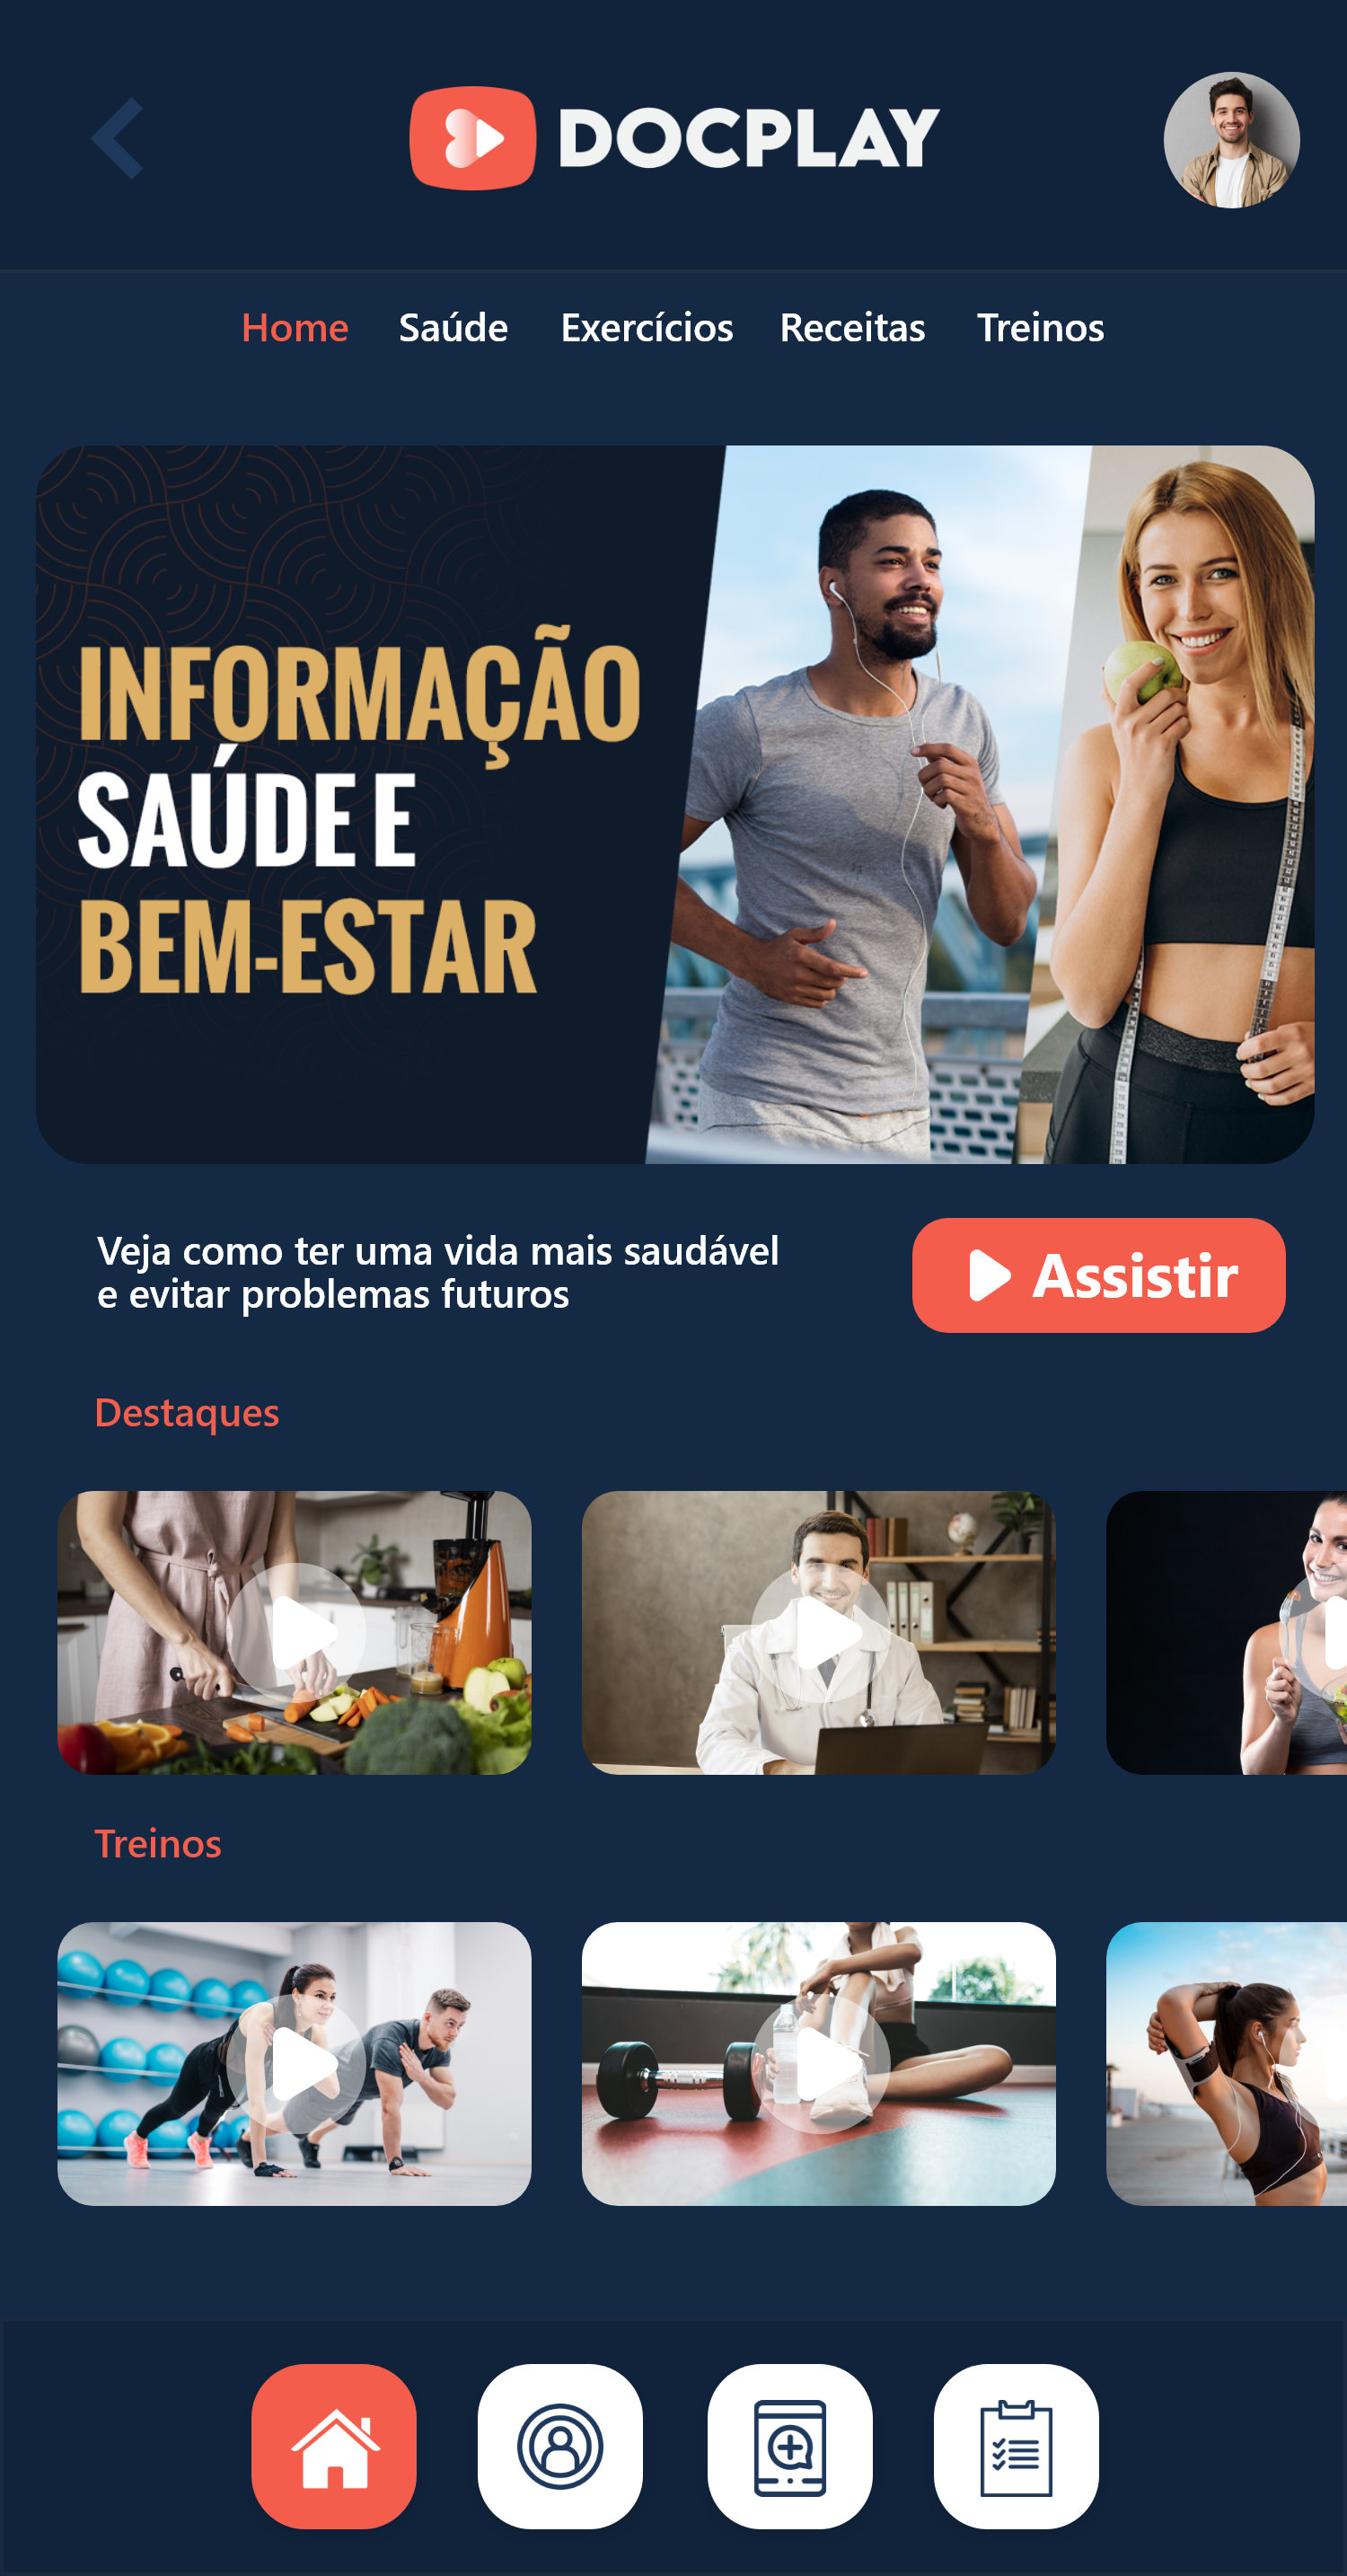 DOCPLAY
Home Saúde Exercícios Receitas Treinos
INFORMAÇÃO
SAÚDE E
BEM-ESTAR
Veja como ter uma vida mais saudável
e evitar problemas futuros
Assistir
Destaques
Treinos